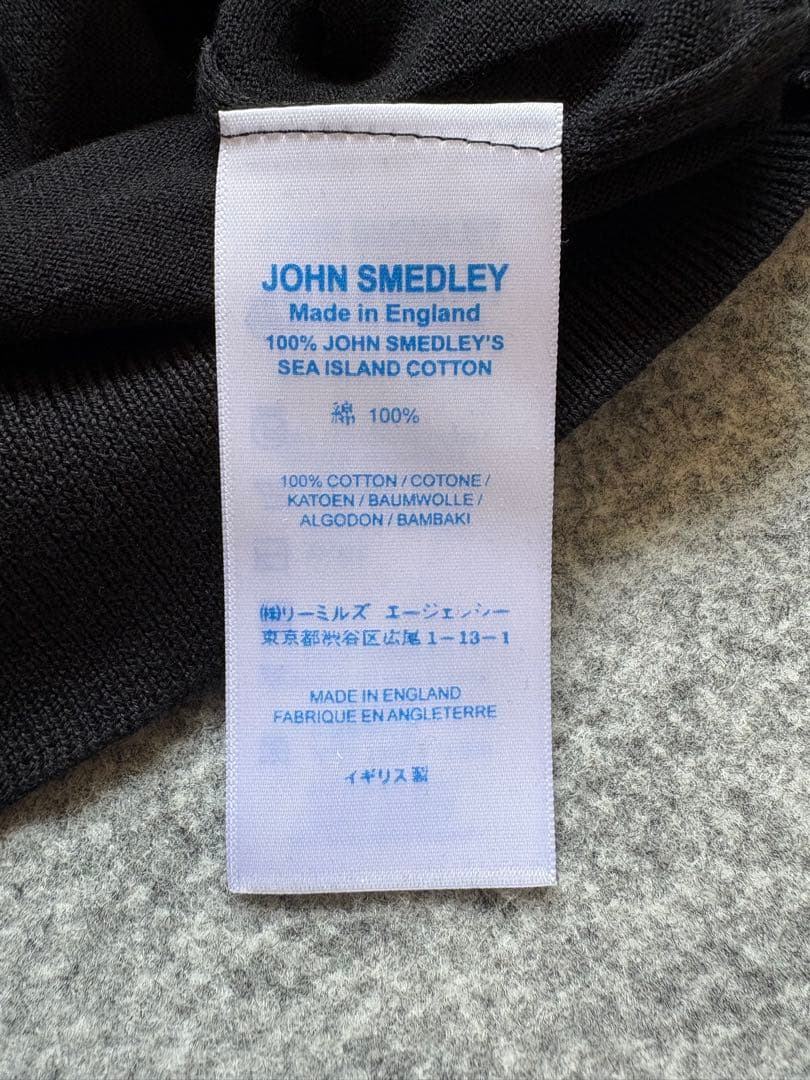 JOHN SMEDLEY
Made in England
100% JOHN SMEDLEY'S
SEA ISLAND COTTON
綿 100%
100% COTTON / COTONE /
KATOEN / BAUMWOLLE /
ALGODON / BAMBAKI
㈱リーミルズ エージェンシー
東京都渋谷区広尾1-13-1
MADE IN ENGLAND
FABRIQUE EN ANGLETERRE
イギリス製